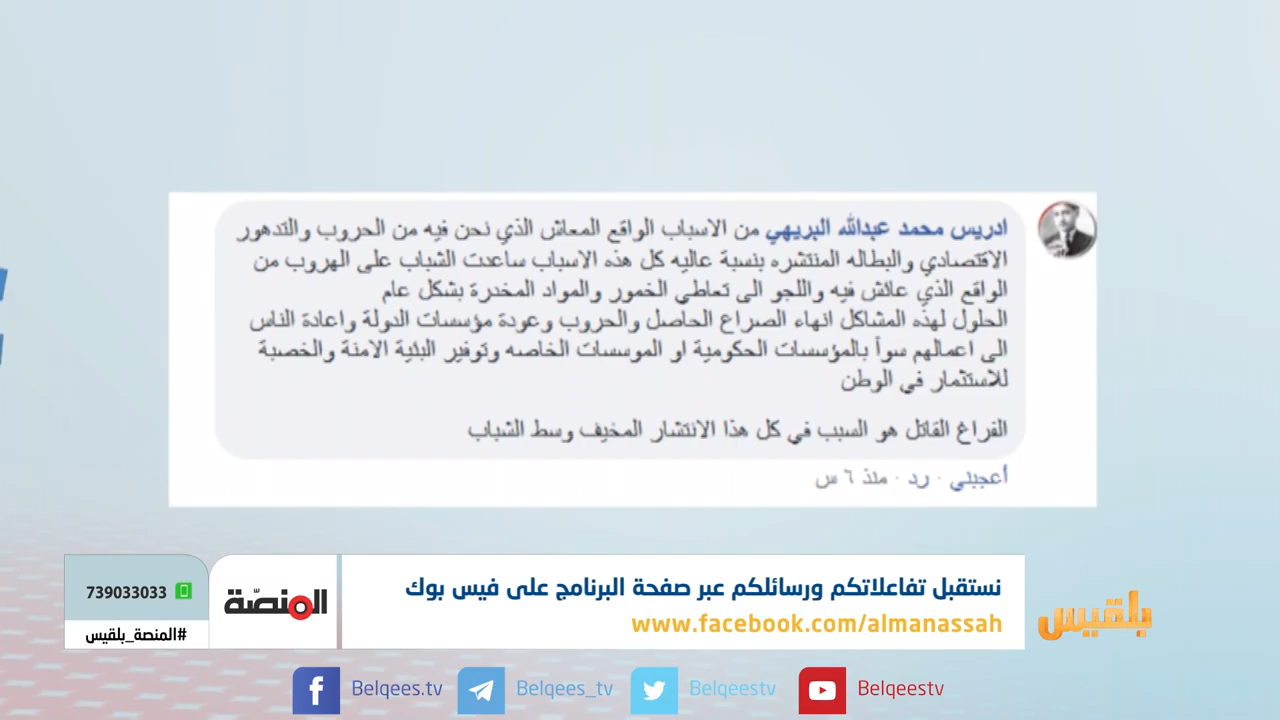 ادريس محمد عبدالله البريهي من الاسباب الواقع المعاش الذي نحن فيه من الحروب والتدهور
الاقتصادي والبطاله المنتشره بنسبة عاليه كل هذه الاسباب ساعدت الشباب على الهروب من
الواقع الذي عائش فيه واللجو الى تعاطي الخمور والمواد المخدرة بشكل عام
الحلول لهذه المشاكل انهاء الصراع الحاصل والحروب وعودة مؤسسات الدولة واعادة الناس
الى اعمالهم سوأ بالمؤسسات الحكومية او الموسسات الخاصه وتوفير البئية الامنة والخصبة
للاستثمار في الوطن
الفراغ القاتل هو السبب في كل هذا الانتشار المخيف وسط الشباب
أعجبني · رد · منذ ٦ س
نستقبل تفاعلاتكم ورسائلكم عبر صفحة البرنامج على فيس بوك
www.facebook.com/almanassah
المنصّة
739033033
#المنصة_بلقيس
بلقيس
Belqees.tv
Belqees_tv
Belqeestv
Belqeestv